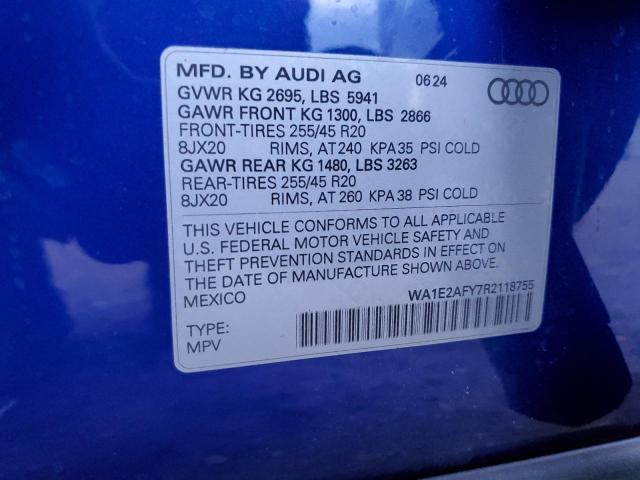 MFD. BY AUDI AG 06 24
GVWR KG 2695, LBS 5941
GAWR FRONT KG 1300, LBS 2866
FRONT-TIRES 255/45 R20
8JX20 RIMS, AT 240 KPA 35 PSI COLD
GAWR REAR KG 1480, LBS 3263
REAR-TIRES 255/45 R20
8JX20 RIMS, AT 260 KPA 38 PSI COLD
THIS VEHICLE CONFORMS TO ALL APPLICABLE
U.S. FEDERAL MOTOR VEHICLE SAFETY AND
THEFT PREVENTION STANDARDS IN EFFECT ON
THE DATE OF MANUFACTURE SHOWN ABOVE.
MEXICO WA1E2AFY7R2118755
TYPE:
MPV